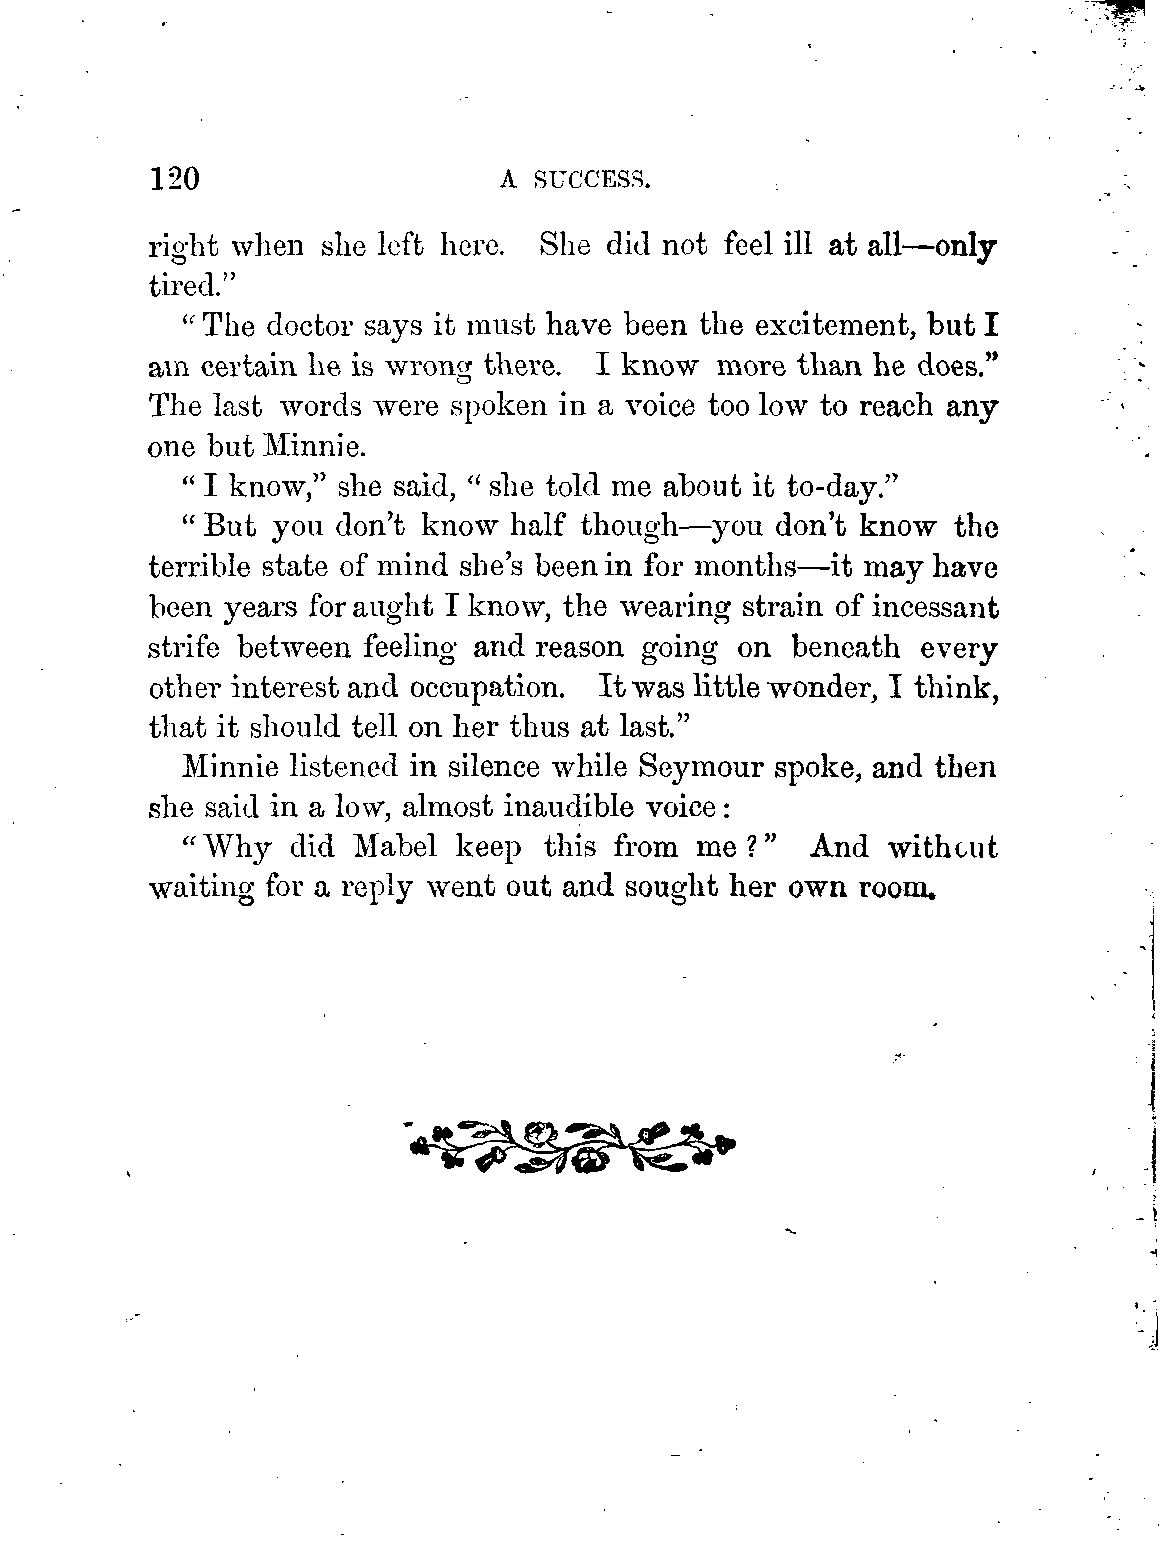 120 A SUCCESS.
right when she left here. She did not feel ill at all—only
tired."
"The doctor says it must have been the excitement, but I
am certain he is wrong there. I know more than he does."
The last words were spoken in a voice too low to reach any
one but Minnie.
"I know," she said, "she told me about it to-day."
"But you don't know half though—you don't know the
terrible state of mind she's been in for months—it may have
been years for aught I know, the wearing strain of incessant
strife between feeling and reason going on beneath every
other interest and occupation. It was little wonder, I think,
that it should tell on her thus at last."
Minnie listened in silence while Seymour spoke, and then
she said in a low, almost inaudible voice:
"Why did Mabel keep this from me?" And without
waiting for a reply went out and sought her own room.